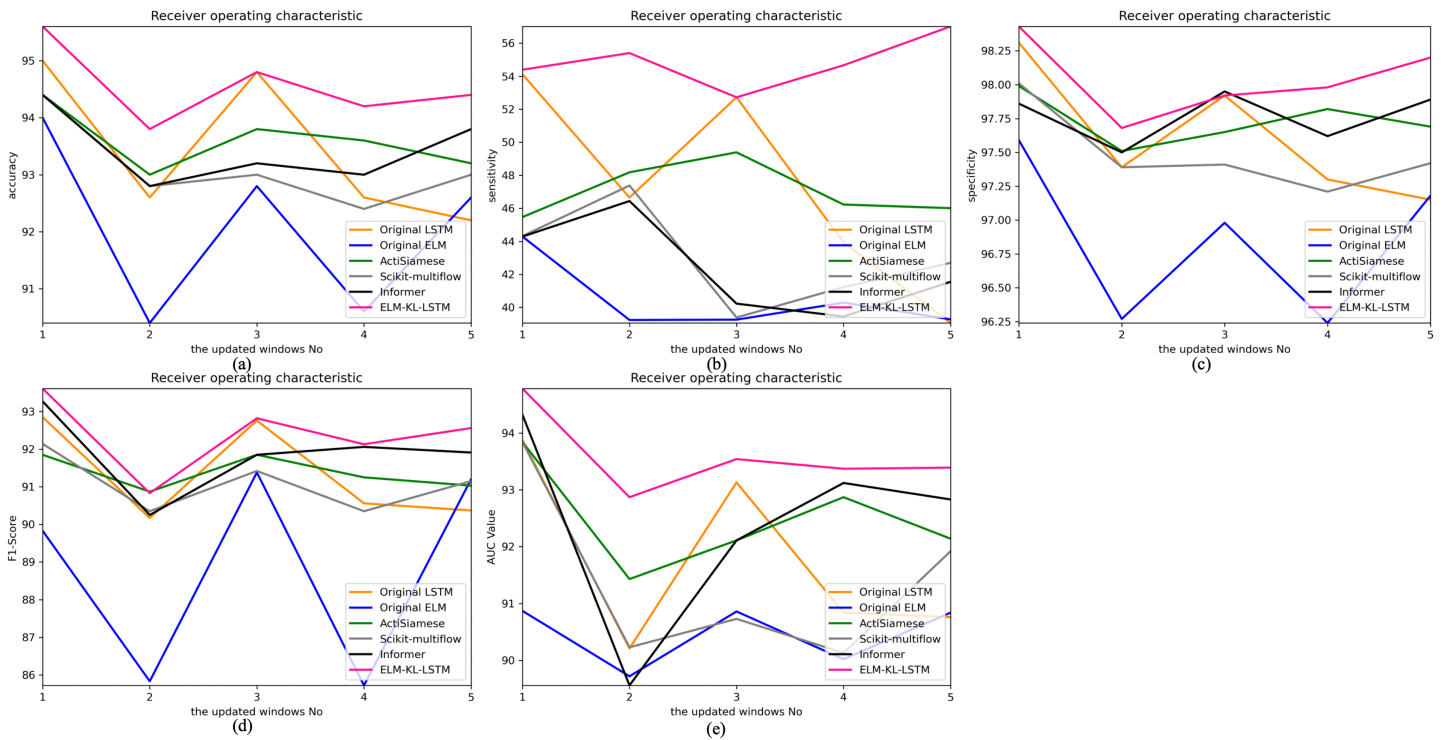 Receiver operating characteristic
accuracy
95
94
93
92
91
Original LSTM
Original ELM
ActiSiamese
Scikit-multiflow
Informer
ELM-KL-LSTM
1 2 3 4 5
the updated windows No
(a)
Receiver operating characteristic
sensitivity
56
54
52
50
48
46
44
42
40
Original LSTM
Original ELM
ActiSiamese
Scikit-multiflow
Informer
ELM-KL-LSTM
1 2 3 4 5
the updated windows No
(b)
Receiver operating characteristic
specificity
98.25
98.00
97.75
97.50
97.25
97.00
96.75
96.50
96.25
Original LSTM
Original ELM
ActiSiamese
Scikit-multiflow
Informer
ELM-KL-LSTM
1 2 3 4 5
the updated windows No
(c)
Receiver operating characteristic
F1-Score
93
92
91
90
89
88
87
86
Original LSTM
Original ELM
ActiSiamese
Scikit-multiflow
Informer
ELM-KL-LSTM
1 2 3 4 5
the updated windows No
(d)
Receiver operating characteristic
AUC Value
94
93
92
91
90
Original LSTM
Original ELM
ActiSiamese
Scikit-multiflow
Informer
ELM-KL-LSTM
1 2 3 4 5
the updated windows No
(e)